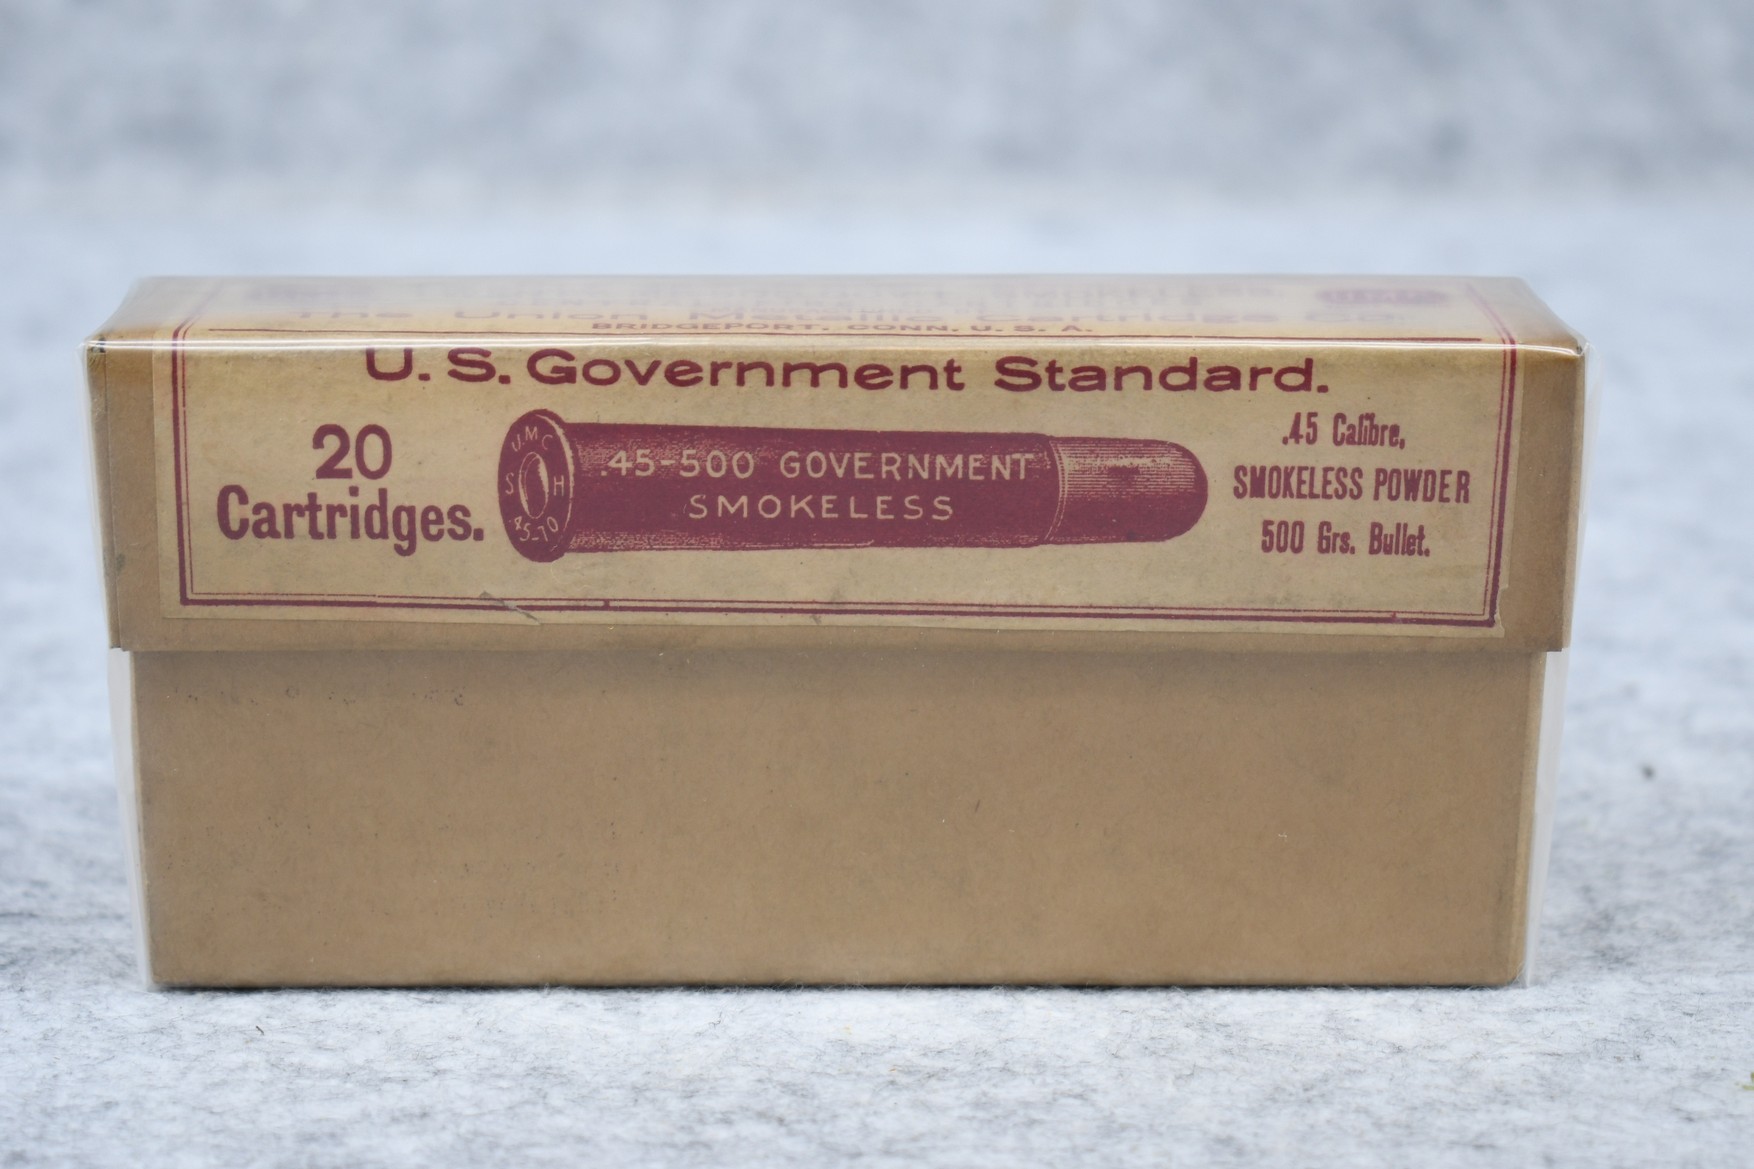 The Union Metallic Cartridge Co.
BRIDGEPORT, CONN. U. S. A.
U. S. Government Standard.
20
Cartridges.
U.M.C
S H
45-70
.45-500 GOVERNMENT
SMOKELESS
.45 Calibre,
SMOKELESS POWDER
500 Grs. Bullet.